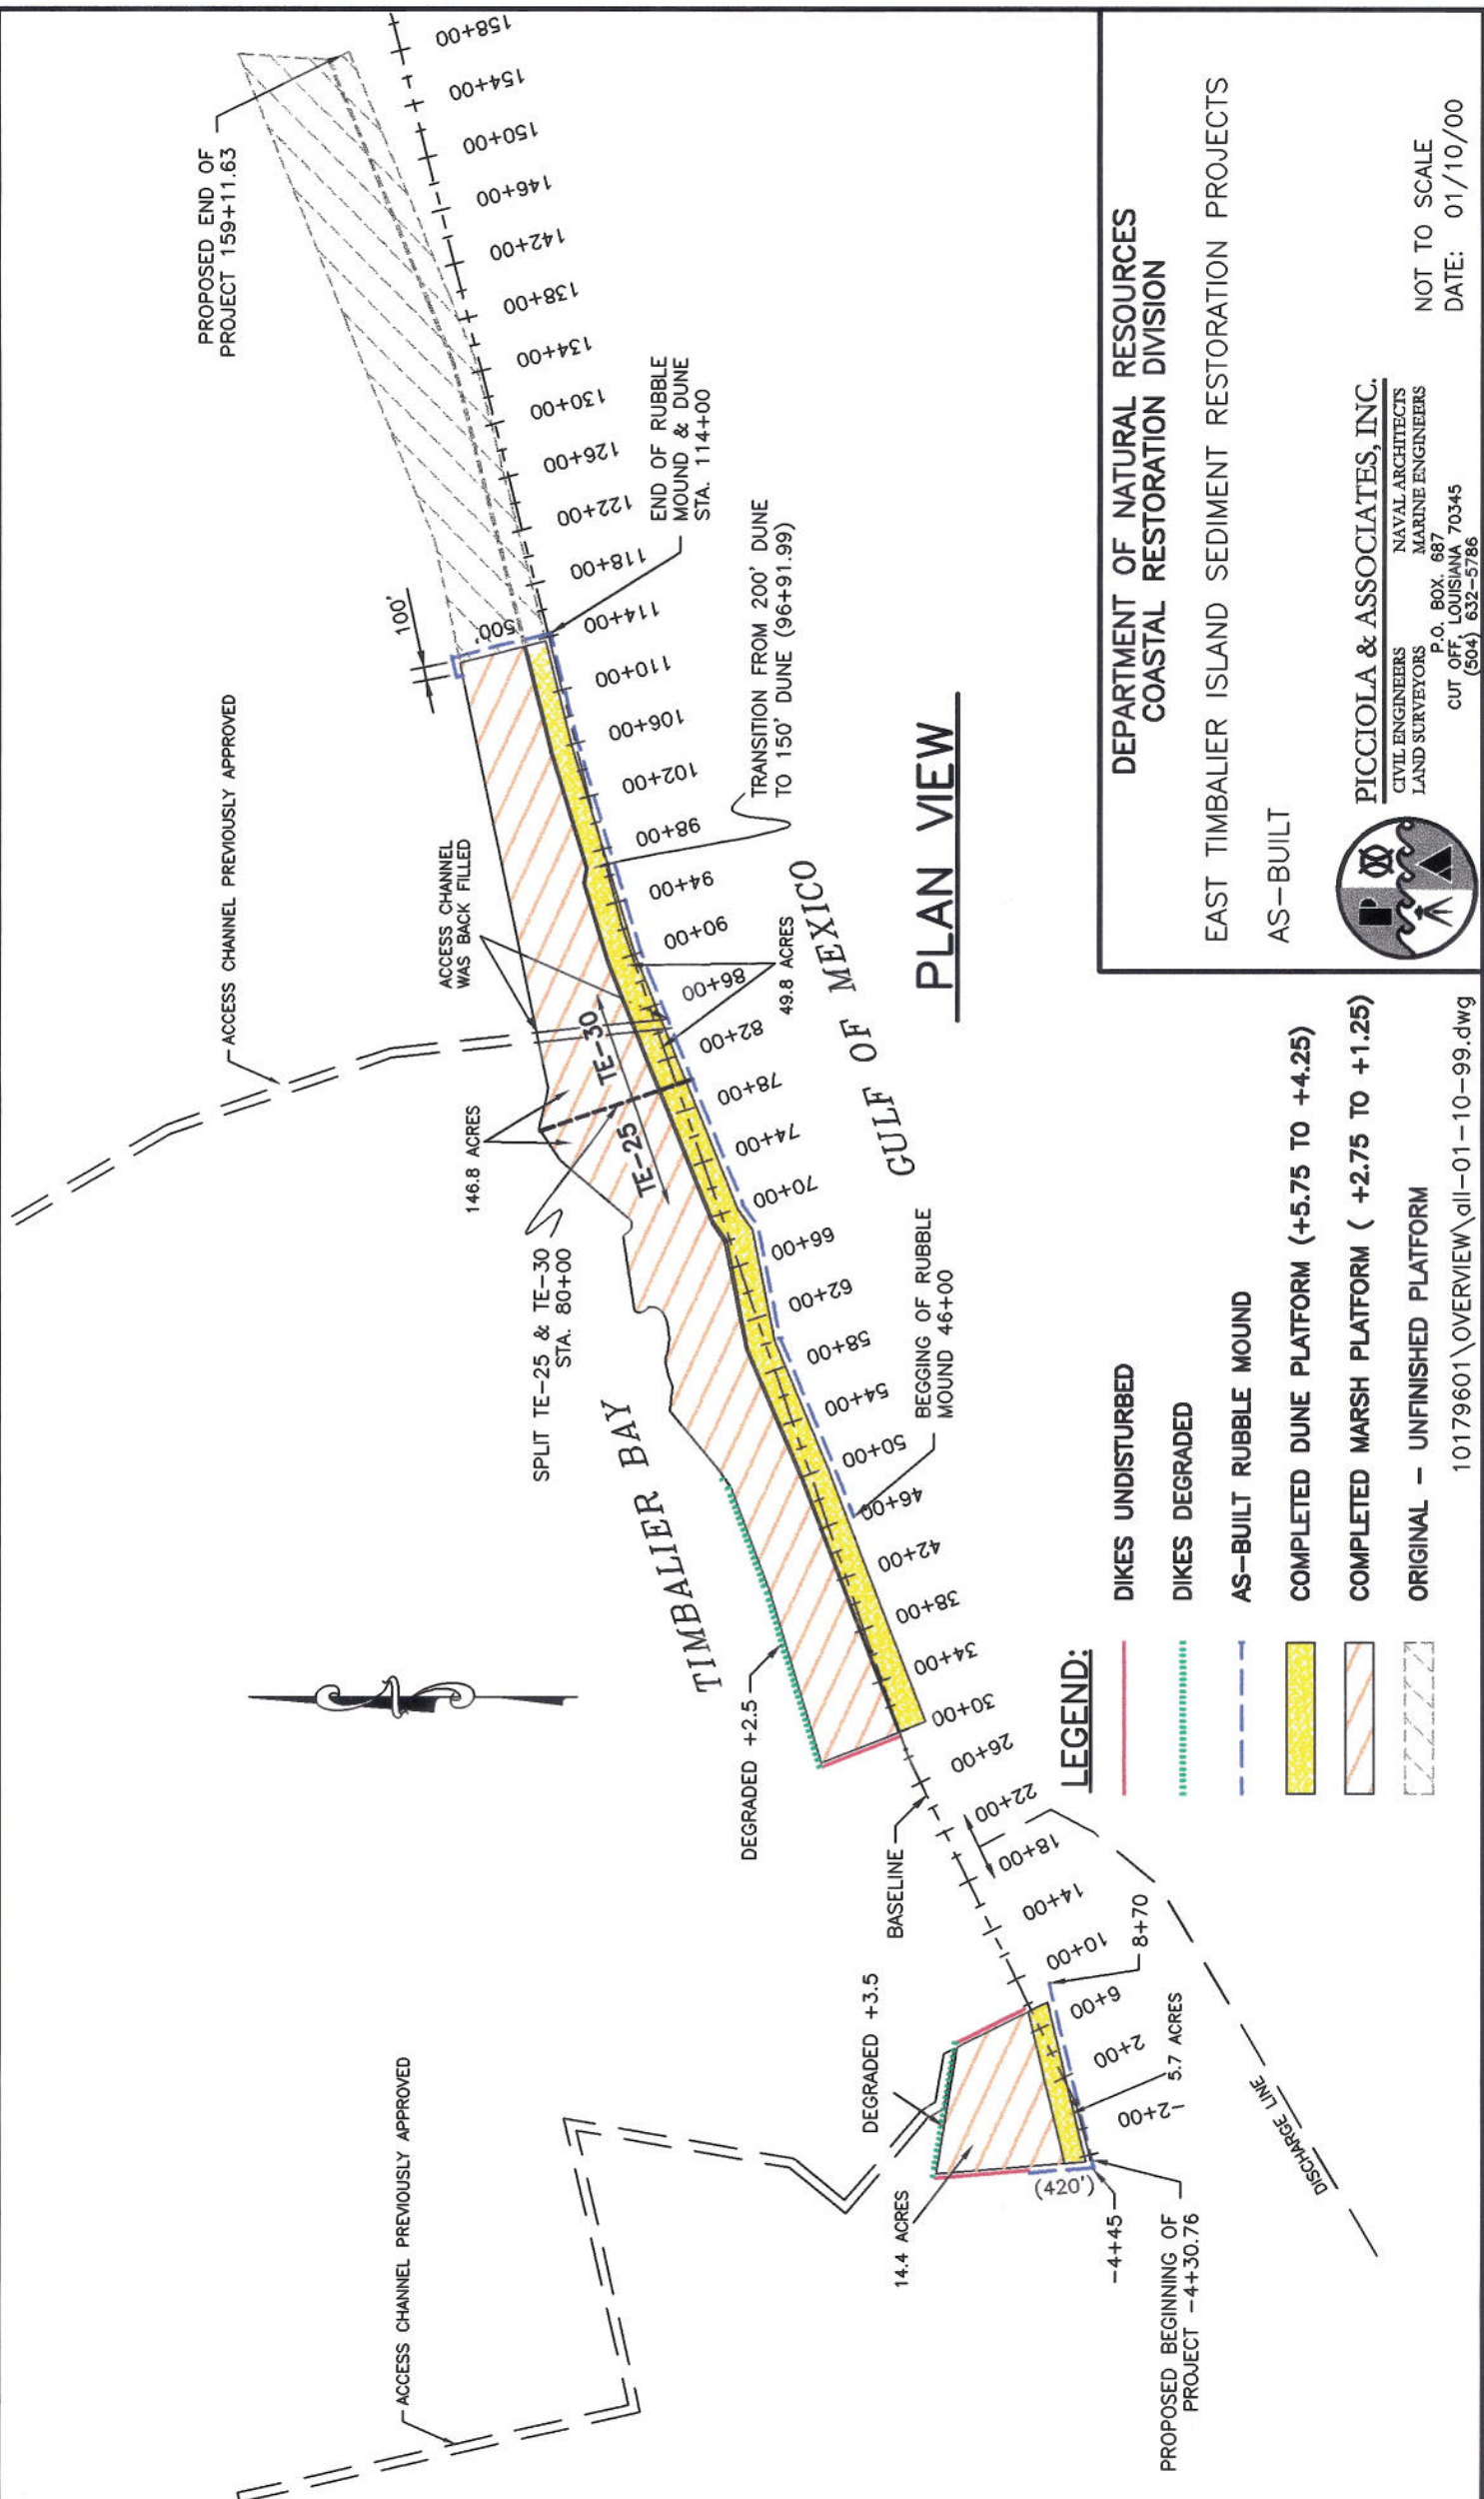 ACCESS CHANNEL PREVIOUSLY APPROVED
ACCESS CHANNEL PREVIOUSLY APPROVED
PROPOSED END OF
PROJECT 159+11.63
100'
500'
ACCESS CHANNEL
WAS BACK FILLED
146.8 ACRES
SPLIT TE-25 & TE-30
STA. 80+00
TE-25
TE-30
TIMBALIER BAY
DEGRADED +2.5
BASELINE
DEGRADED +3.5
14.4 ACRES
(420')
-4+45
PROPOSED BEGINNING OF
PROJECT -4+30.76
5.7 ACRES
8+70
DISCHARGE LINE
-2+00
2+00
6+00
10+00
14+00
18+00
22+00
26+00
30+00
34+00
38+00
42+00
46+00
50+00
54+00
58+00
62+00
66+00
70+00
74+00
78+00
82+00
86+00
90+00
94+00
98+00
102+00
106+00
110+00
114+00
118+00
122+00
126+00
130+00
134+00
138+00
142+00
146+00
150+00
154+00
158+00
BEGGING OF RUBBLE
MOUND 46+00
GULF OF MEXICO
49.8 ACRES
TRANSITION FROM 200' DUNE
TO 150' DUNE (96+91.99)
END OF RUBBLE
MOUND & DUNE
STA. 114+00
PLAN VIEW
LEGEND:
DIKES UNDISTURBED
DIKES DEGRADED
AS-BUILT RUBBLE MOUND
COMPLETED DUNE PLATFORM (+5.75 TO +4.25)
COMPLETED MARSH PLATFORM ( +2.75 TO +1.25)
ORIGINAL - UNFINISHED PLATFORM
10179601\OVERVIEW\all-01-10-99.dwg
DEPARTMENT OF NATURAL RESOURCES
COASTAL RESTORATION DIVISION
EAST TIMBALIER ISLAND SEDIMENT RESTORATION PROJECTS
AS-BUILT
P
PICCIOLA & ASSOCIATES, INC.
CIVIL ENGINEERS NAVAL ARCHITECTS
LAND SURVEYORS MARINE ENGINEERS
P.O. BOX. 687
CUT OFF, LOUISIANA 70345
(504) 632-5786
NOT TO SCALE
DATE: 01/10/00